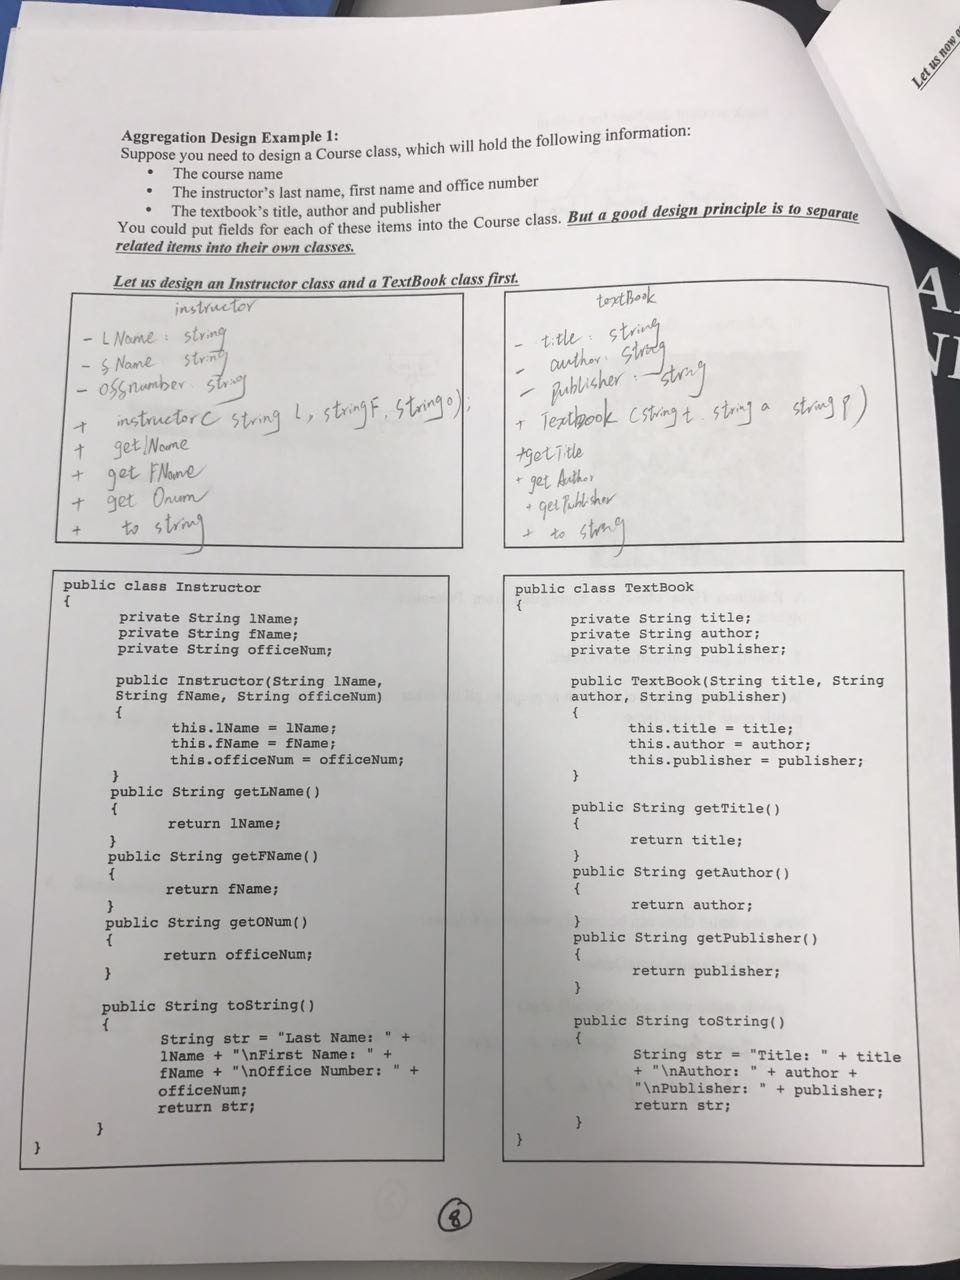 Let us now
Aggregation Design Example 1:
Suppose you need to design a Course class, which will hold the following information:
• The course name
• The instructor's last name, first name and office number
• The textbook's title, author and publisher
You could put fields for each of these items into the Course class. But a good design principle is to separate
related items into their own classes.
Let us design an Instructor class and a TextBook class first.
instructor
- LName : string
- fName string
- offnumber string
+ instructor( string L, string F, string o);
+ getLName
+ get FName
+ get Onum
+ to string
textBook
- title : string
- author. string
- Publisher : string
+ Textbook (string t string a string p)
+getTitle
+ get Author
+ getPublisher
+ to string
public class Instructor
{
private String lName;
private String fName;
private String officeNum;
public Instructor(String lName,
String fName, String officeNum)
{
this.lName = lName;
this.fName = fName;
this.officeNum = officeNum;
}
public String getLName()
{
return lName;
}
public String getFName()
{
return fName;
}
public String getONum()
{
return officeNum;
}
public String toString()
{
String str = "Last Name: " +
lName + "\nFirst Name: " +
fName + "\nOffice Number: " +
officeNum;
return str;
}
}
public class TextBook
{
private String title;
private String author;
private String publisher;
public TextBook(String title, String
author, String publisher)
{
this.title = title;
this.author = author;
this.publisher = publisher;
}
public String getTitle()
{
return title;
}
public String getAuthor()
{
return author;
}
public String getPublisher()
{
return publisher;
}
public String toString()
{
String str = "Title: " + title
+ "\nAuthor: " + author +
"\nPublisher: " + publisher;
return str;
}
}
8